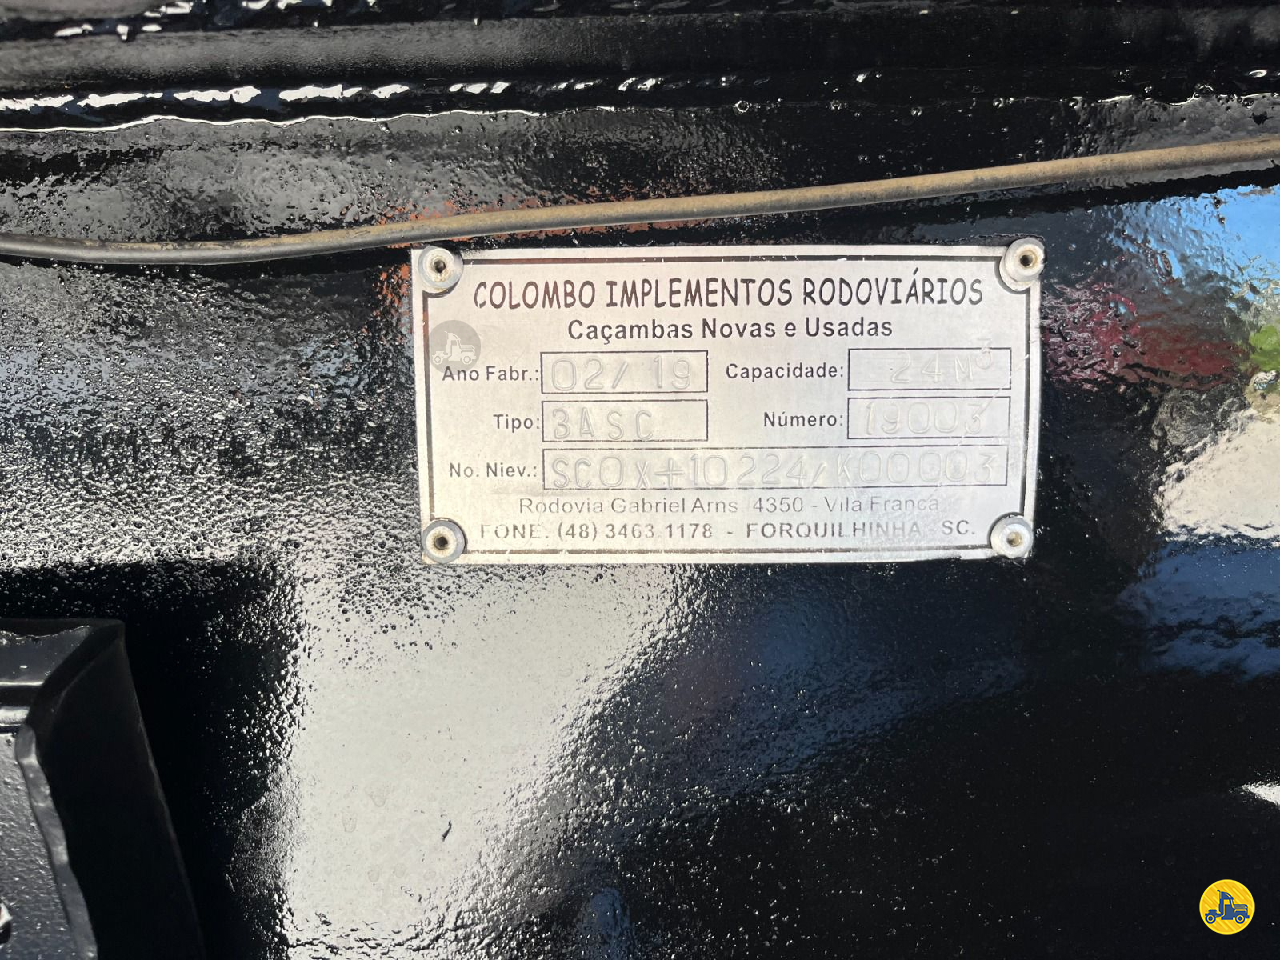 COLOMBO IMPLEMENTOS RODOVIÁRIOS
Caçambas Novas e Usadas
Ano Fabr.: 02/19 Capacidade: 24M³
Tipo: 3ASC Número: 19003
No. Niev.: SCOX+10224/K00003
Rodovia Gabriel Arns 4350 - Vila Franca
FONE. (48) 3463.1178 - FORQUILHINHA, SC.